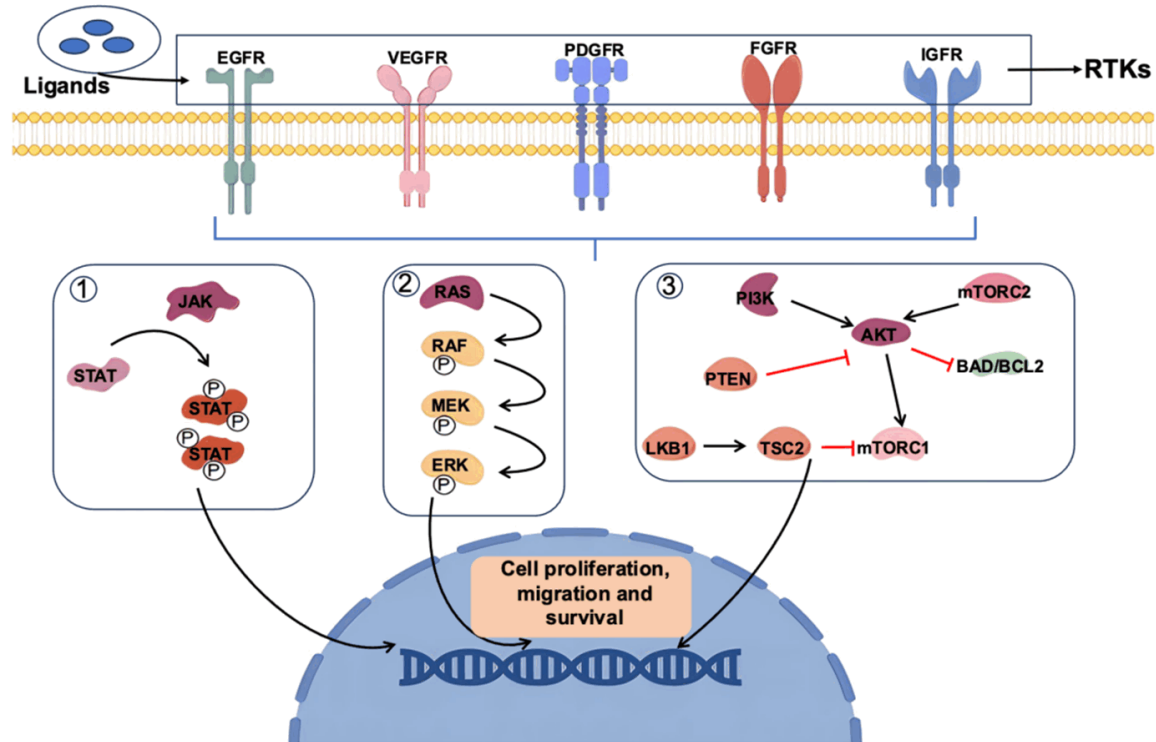 EGFR
VEGFR
PDGFR
FGFR
IGFR
Ligands
RTKs
1
JAK
STAT
P
STAT
P
P
STAT
P
2
RAS
RAF
P
MEK
P
ERK
P
3
PI3K
mTORC2
AKT
PTEN
BAD/BCL2
LKB1
TSC2
mTORC1
Cell proliferation,
migration and
survival